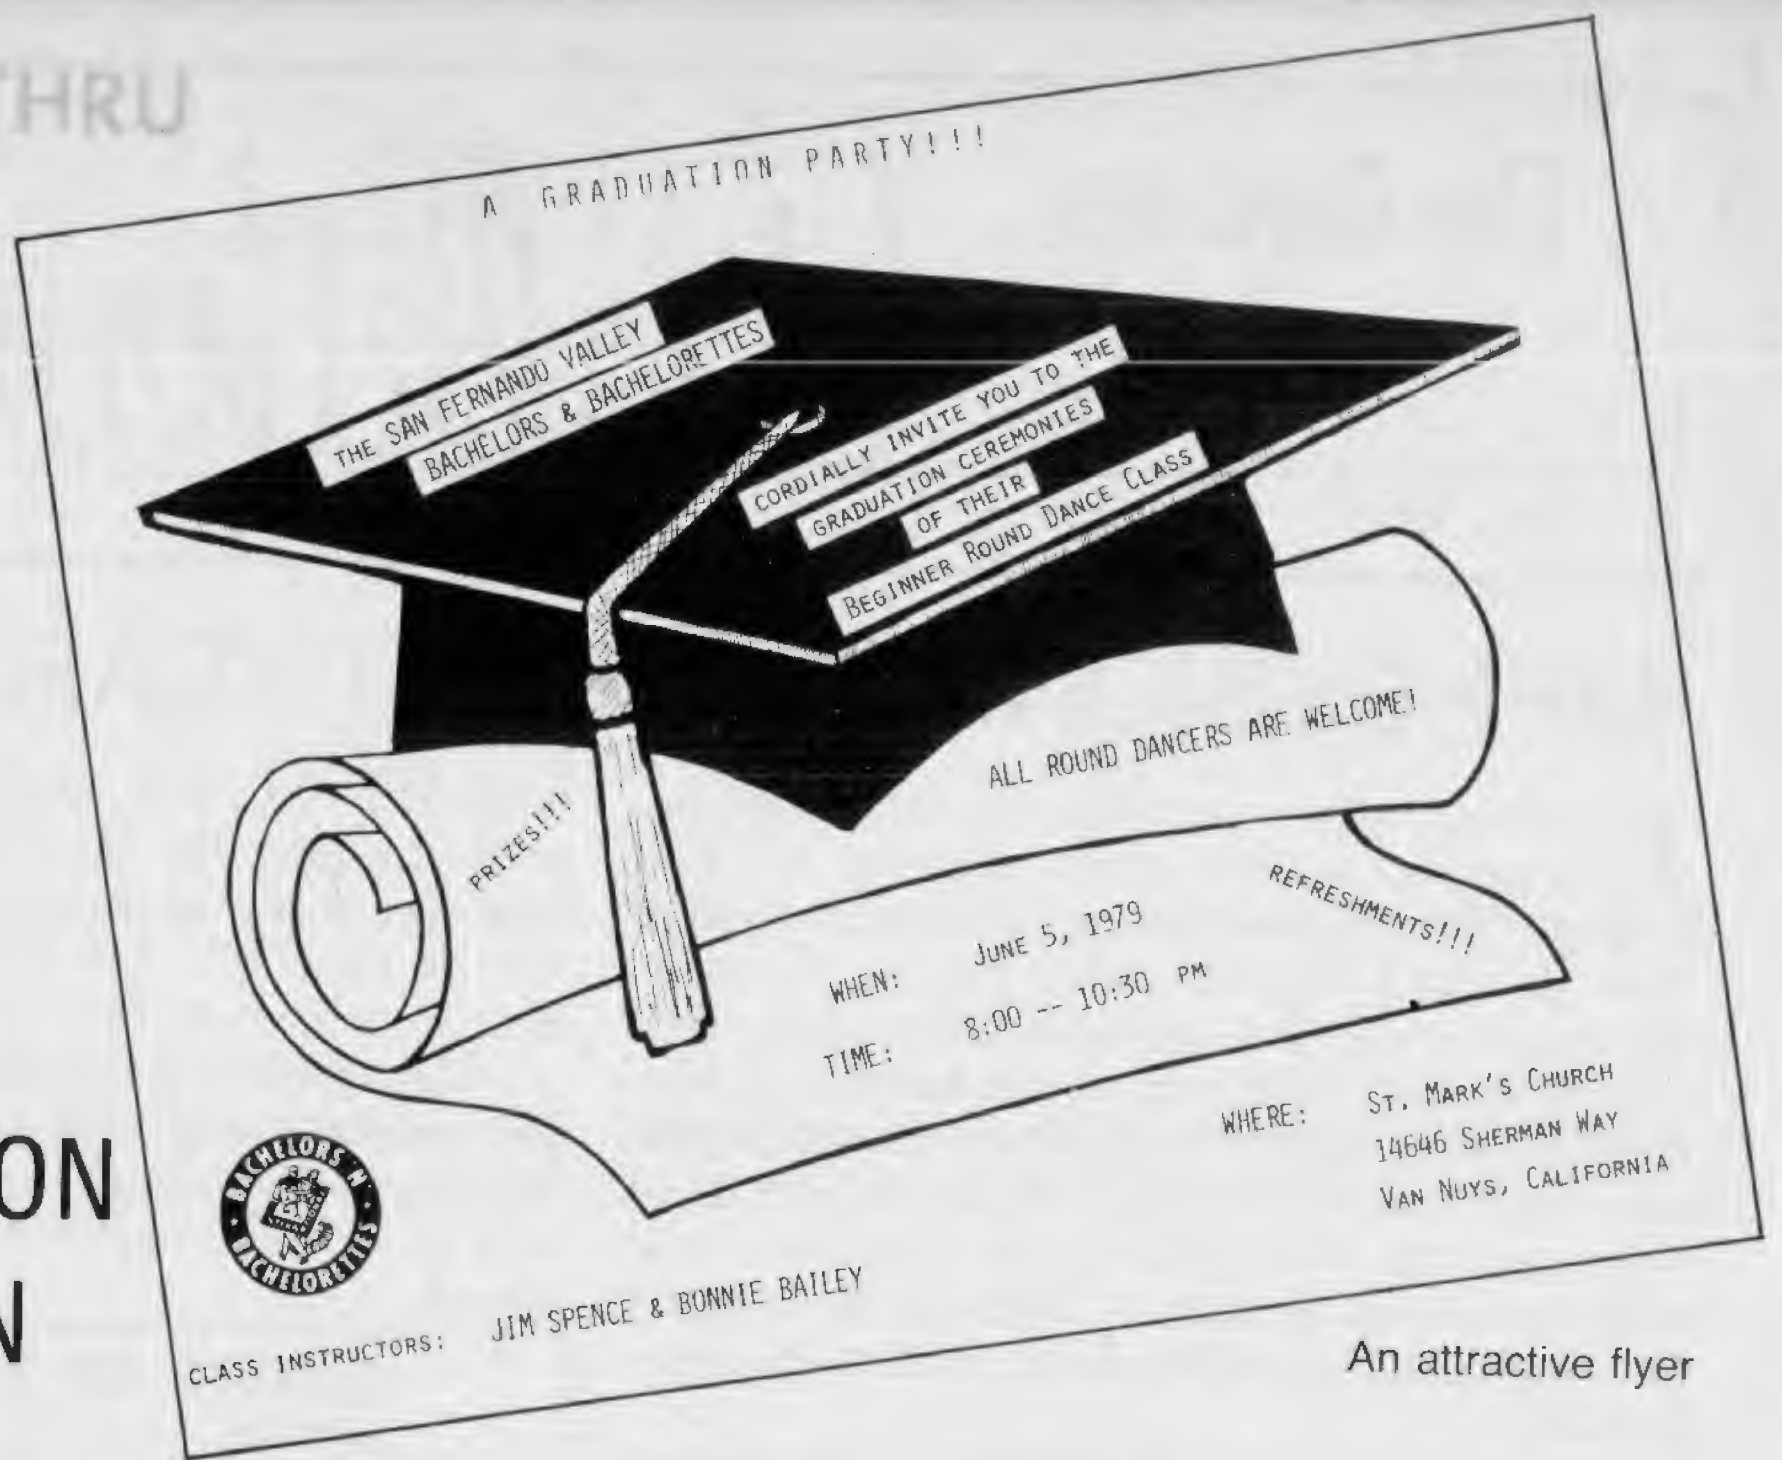 THRU
A GRADUATION PARTY!!!
THE SAN FERNANDO VALLEY
BACHELORS & BACHELORETTES
CORDIALLY INVITE YOU TO THE
GRADUATION CEREMONIES
OF THEIR
BEGINNER ROUND DANCE CLASS
ALL ROUND DANCERS ARE WELCOME!
PRIZES!!!
REFRESHMENTS!!!
WHEN: JUNE 5, 1979
TIME: 8:00 -- 10:30 PM
WHERE: ST. MARK'S CHURCH
14646 SHERMAN WAY
VAN NUYS, CALIFORNIA
BACHELORS 'N'
BACHELORETTES
CLASS INSTRUCTORS: JIM SPENCE & BONNIE BAILEY
ON
N
An attractive flyer